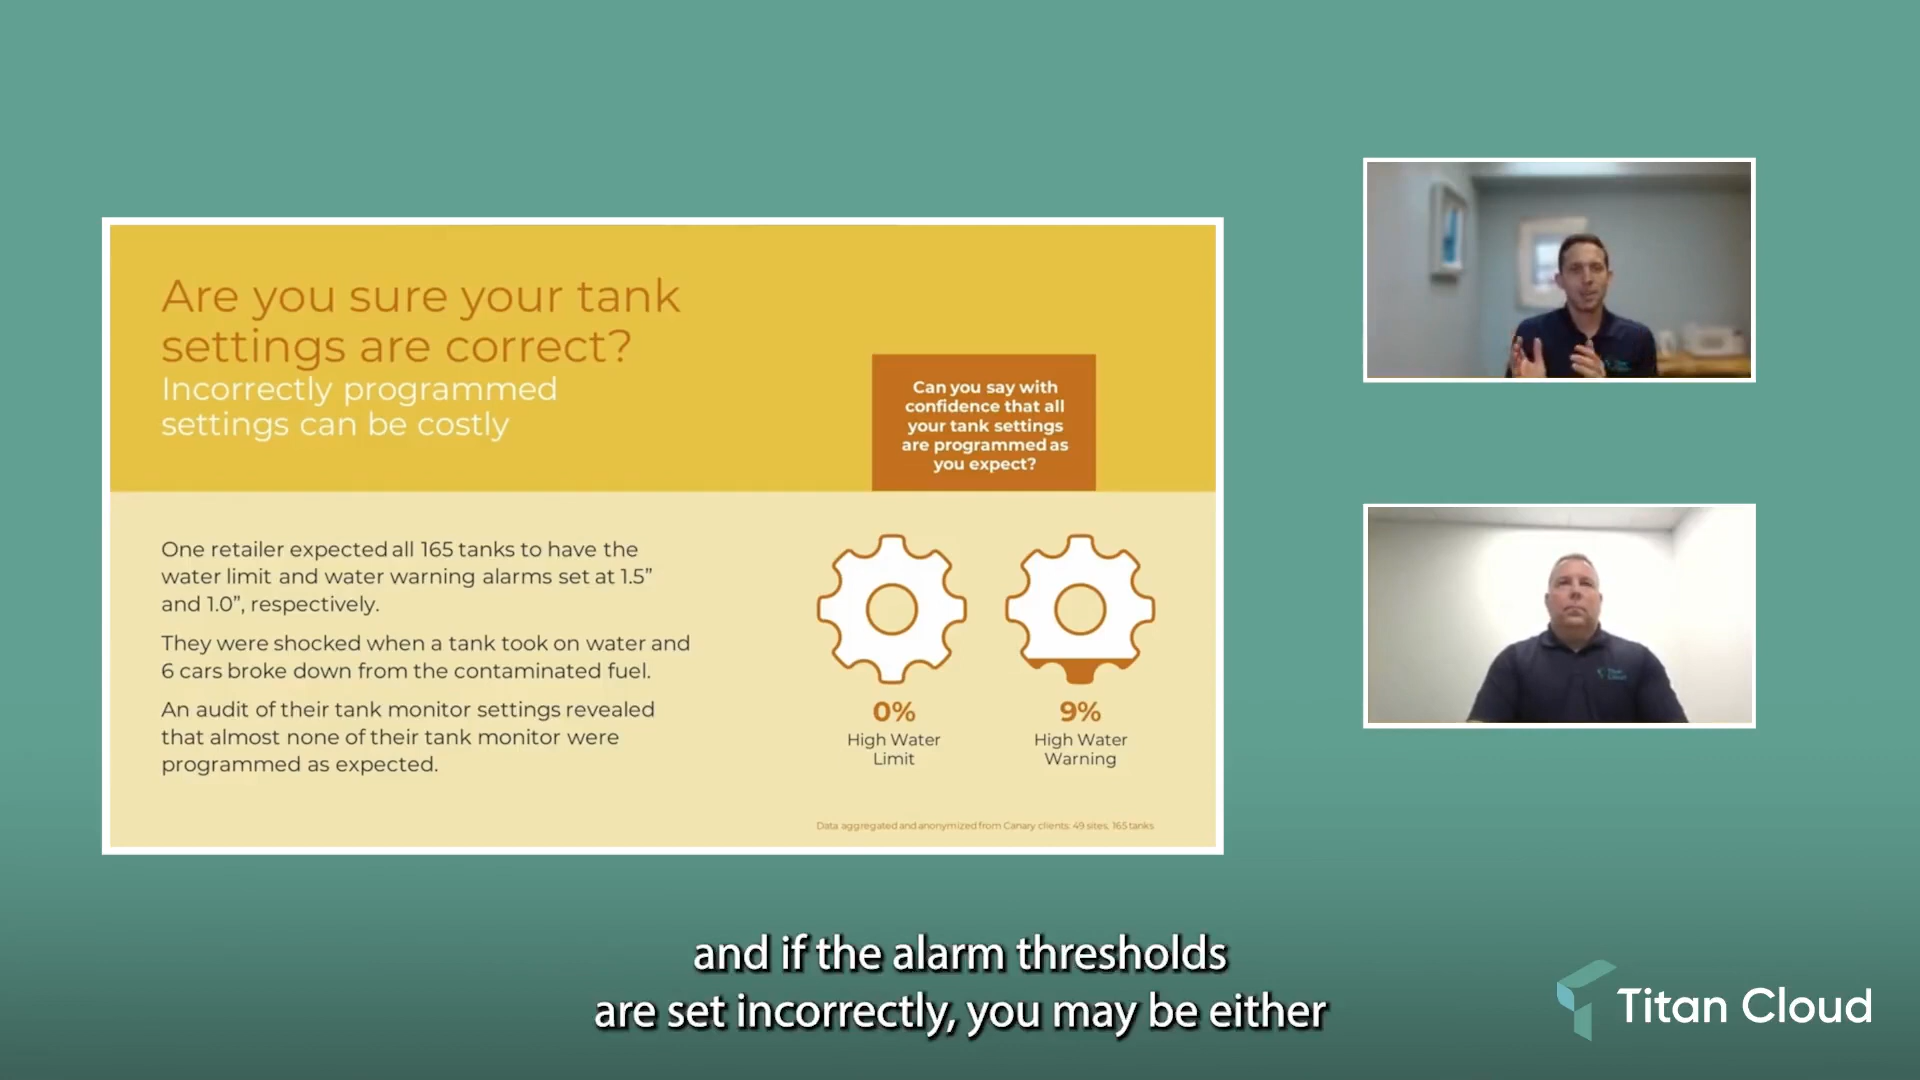 Are you sure your tank
settings are correct?
Incorrectly programmed
settings can be costly
Can you say with
confidence that all
your tank settings
are programmed as
you expect?
One retailer expected all 165 tanks to have the
water limit and water warning alarms set at 1.5”
and 1.0”, respectively.
They were shocked when a tank took on water and
6 cars broke down from the contaminated fuel.
An audit of their tank monitor settings revealed
that almost none of their tank monitor were
programmed as expected.
0%
High Water
Limit
9%
High Water
Warning
Data aggregated and anonymized from Canary clients: 49 sites, 165 tanks
Titan
Cloud
and if the alarm thresholds
are set incorrectly, you may be either
Titan Cloud